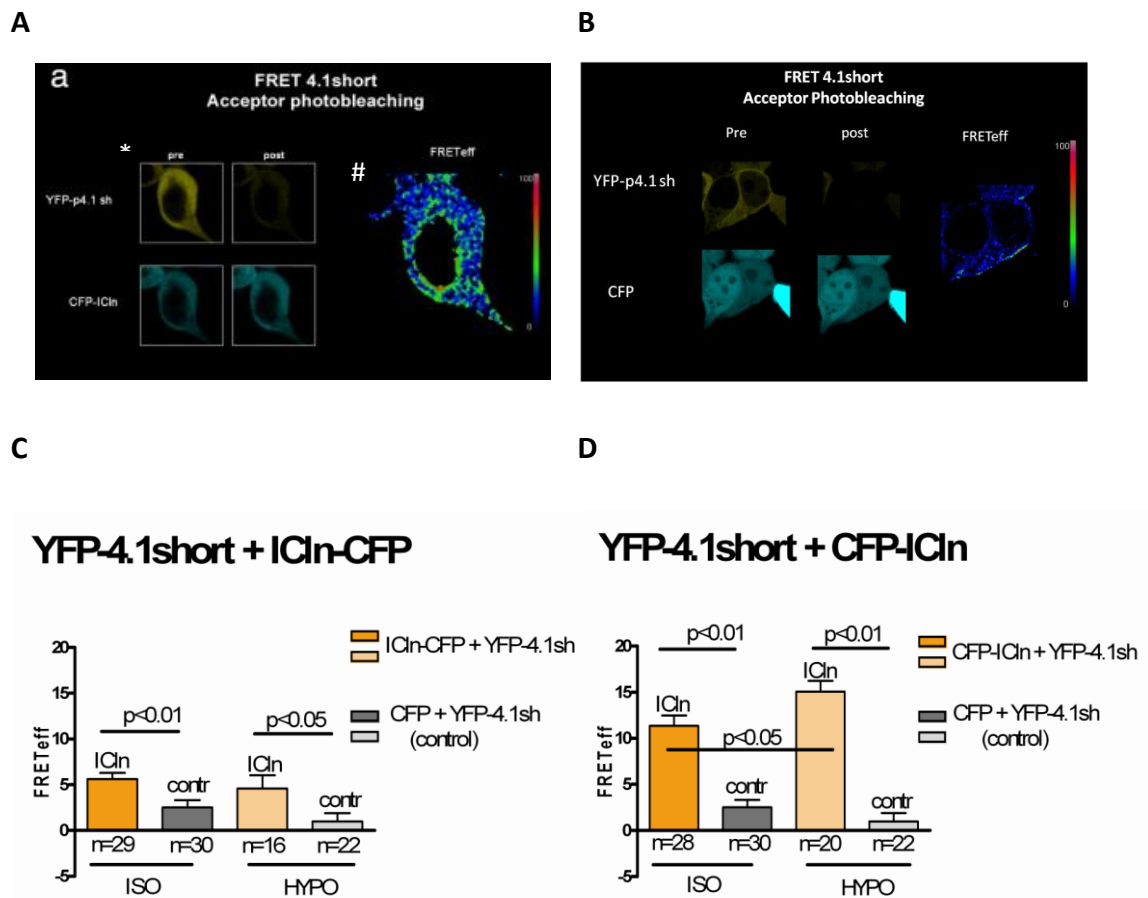 A
B
a
FRET 4.1short
Acceptor photobleaching
*
pre
post
#
FRETeff
100
YFP-p4.1 sh
CFP-ICln
0
FRET 4.1short
Acceptor Photobleaching
Pre
post
FRETeff
100
YFP-p4.1 sh
CFP
0
C
D
YFP-4.1short + ICln-CFP
20
15
10
5
0
-5
FRETeff
ICln-CFP + YFP-4.1sh
CFP + YFP-4.1sh
(control)
p<0.01
p<0.05
ICln
contr
ICln
contr
n=29
n=30
n=16
n=22
ISO
HYPO
YFP-4.1short + CFP-ICln
20
15
10
5
0
-5
FRETeff
CFP-ICln + YFP-4.1sh
CFP + YFP-4.1sh
(control)
p<0.01
p<0.01
ICln
ICln
p<0.05
contr
contr
n=28
n=30
n=20
n=22
ISO
HYPO